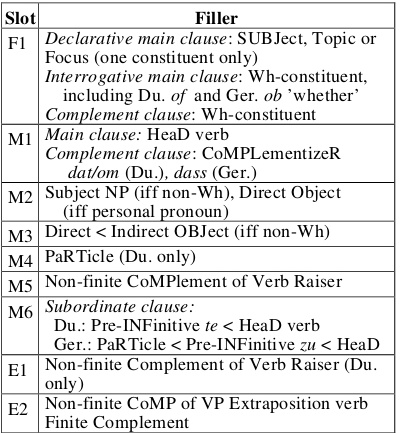 Slot Filler
F1 Declarative main clause: SUBJect, Topic or
Focus (one constituent only)
Interrogative main clause: Wh-constituent,
including Du. of and Ger. ob ’whether’
Complement clause: Wh-constituent
M1 Main clause: HeaD verb
Complement clause: CoMPLementizeR
dat/om (Du.), dass (Ger.)
M2 Subject NP (iff non-Wh), Direct Object
(iff personal pronoun)
M3 Direct < Indirect OBJect (iff non-Wh)
M4 PaRTicle (Du. only)
M5 Non-finite CoMPlement of Verb Raiser
M6 Subordinate clause:
Du.: Pre-INFinitive te < HeaD verb
Ger.: PaRTicle < Pre-INFinitive zu < HeaD
E1 Non-finite Complement of Verb Raiser (Du.
only)
E2 Non-finite CoMP of VP Extraposition verb
Finite Complement